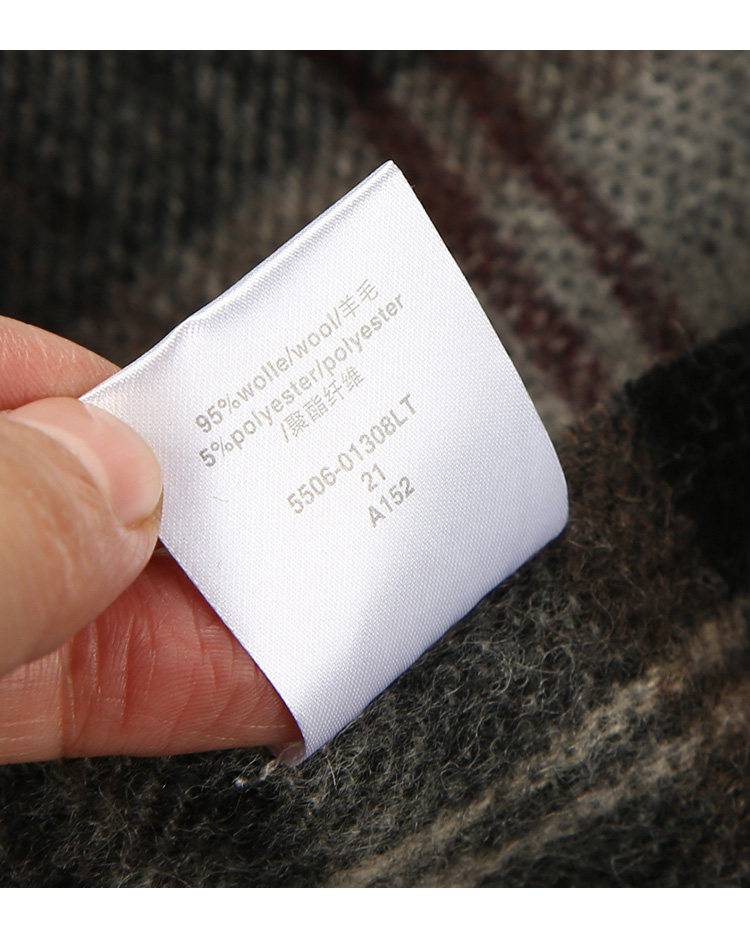 95%wolle/wool/羊毛
5%polyester/polyester
/聚酯纤维
5506-01308LT
21
A152